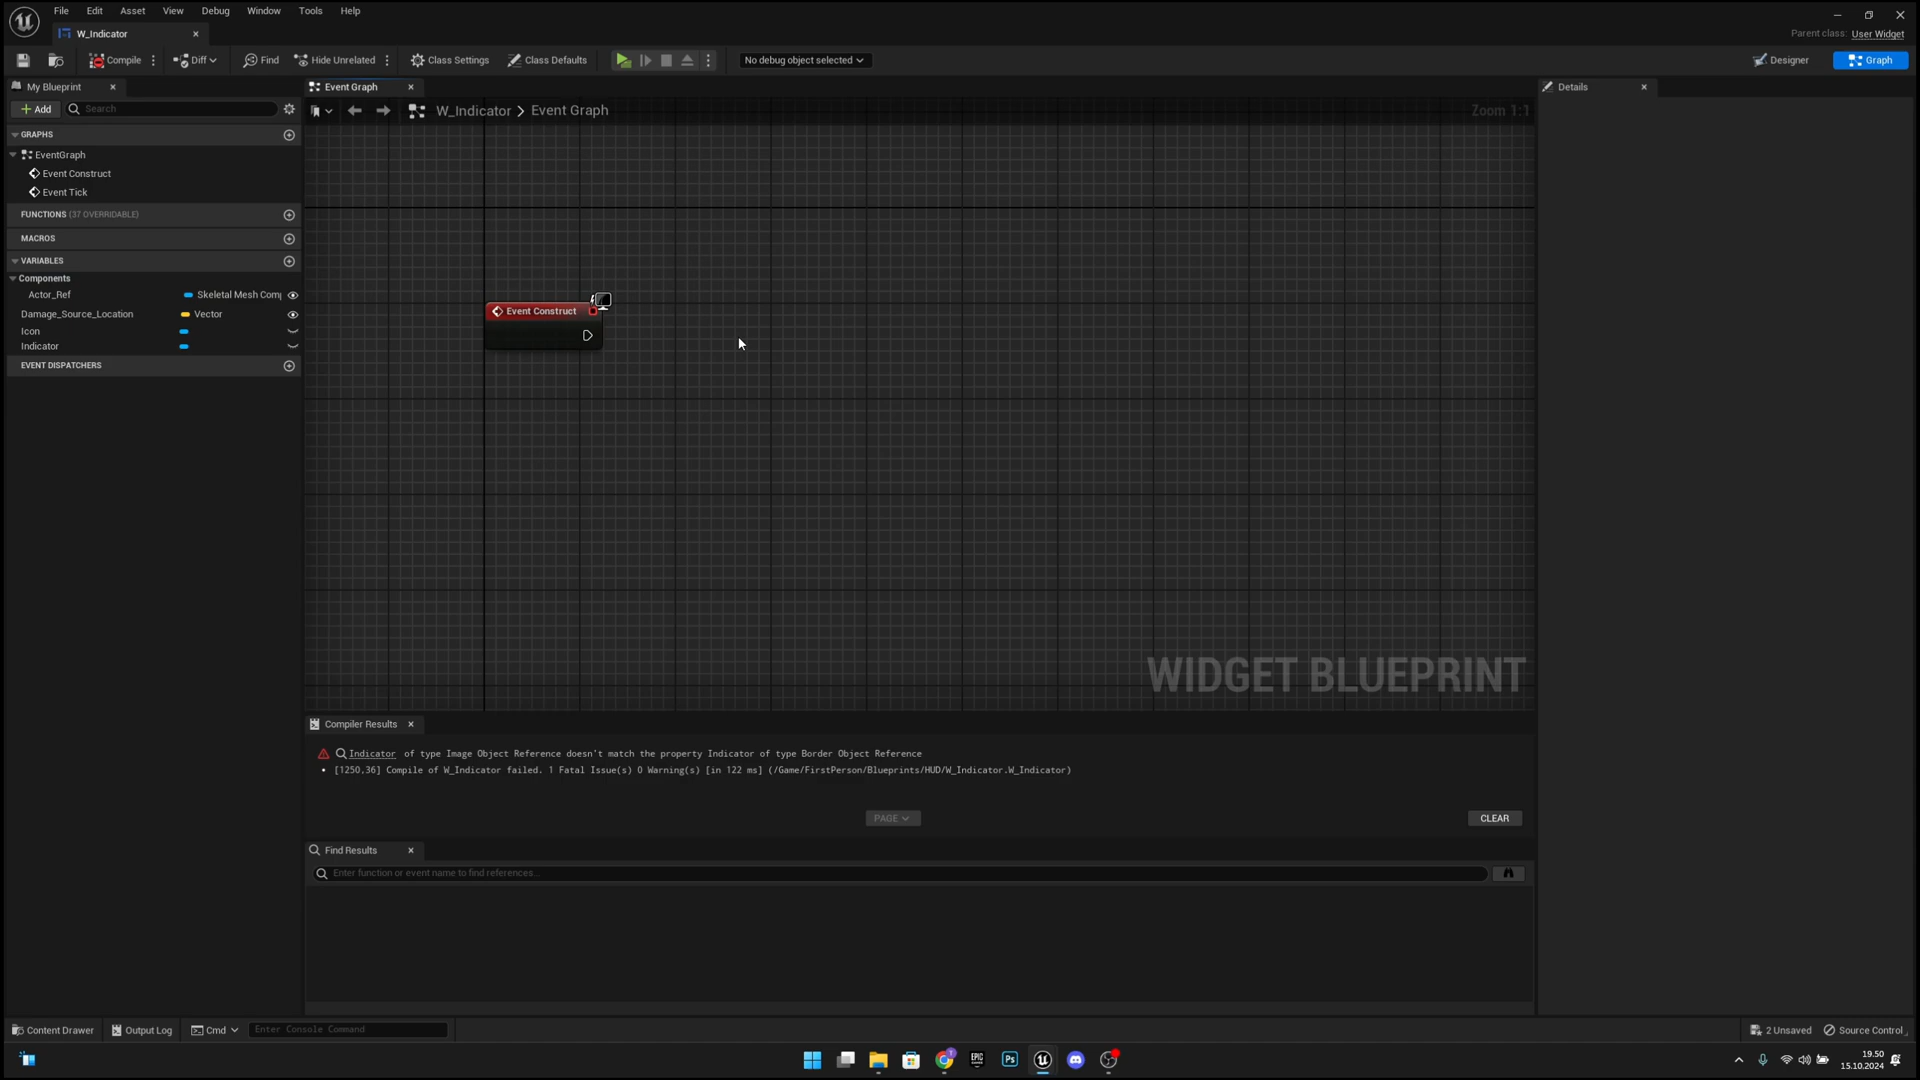 File Edit Asset View Debug Window Tools Help
W_Indicator
Parent class: User Widget
Compile Diff Find Hide Unrelated Class Settings Class Defaults No debug object selected Designer Graph
My Blueprint Event Graph Details
Add Search W_Indicator > Event Graph Zoom 1:1
GRAPHS
EventGraph
Event Construct
Event Tick
FUNCTIONS (37 OVERRIDABLE)
MACROS
VARIABLES
Components
Actor_Ref Skeletal Mesh Comp
Damage_Source_Location Vector
Icon
Indicator
EVENT DISPATCHERS
Event Construct
WIDGET BLUEPRINT
Compiler Results
Indicator of type Image Object Reference doesn't match the property Indicator of type Border Object Reference
• [1250,36] Compile of W_Indicator failed. 1 Fatal Issue(s) 0 Warning(s) [in 122 ms] (/Game/FirstPerson/Blueprints/HUD/W_Indicator.W_Indicator)
PAGE CLEAR
Find Results
Enter function or event name to find references...
Content Drawer Output Log Cmd Enter Console Command 2 Unsaved Source Control
EPIC Ps
19.50
15.10.2024